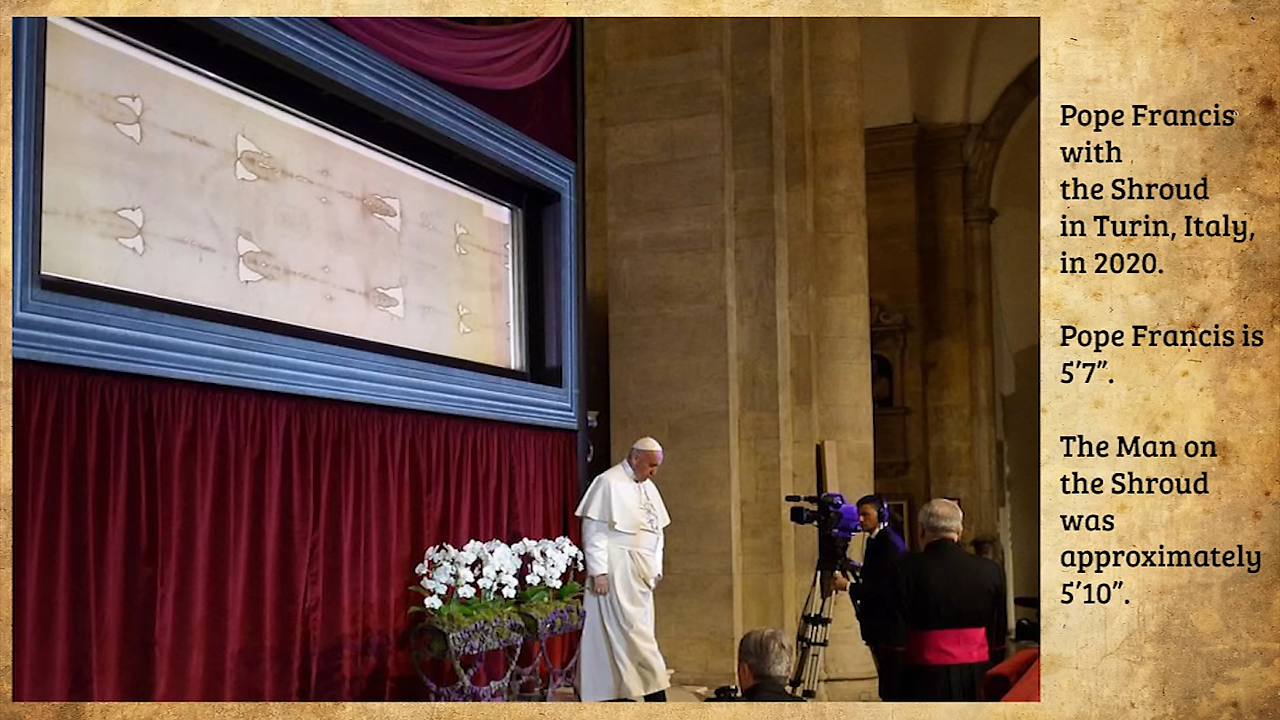 Pope Francis
with
the Shroud
in Turin, Italy,
in 2020.
Pope Francis is
5’7”.
The Man on
the Shroud
was
approximately
5’10”.